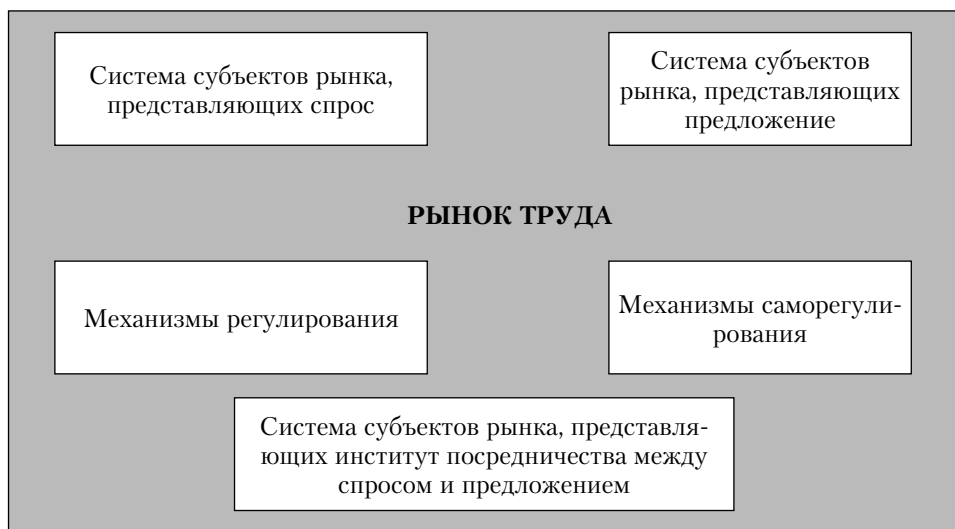 Система субъектов рынка,
представляющих спрос
Система субъектов
рынка, представляющих
предложение
РЫНОК ТРУДА
Механизмы регулирования
Механизмы саморегули-
рования
Система субъектов рынка, представля-
ющих институт посредничества между
спросом и предложением